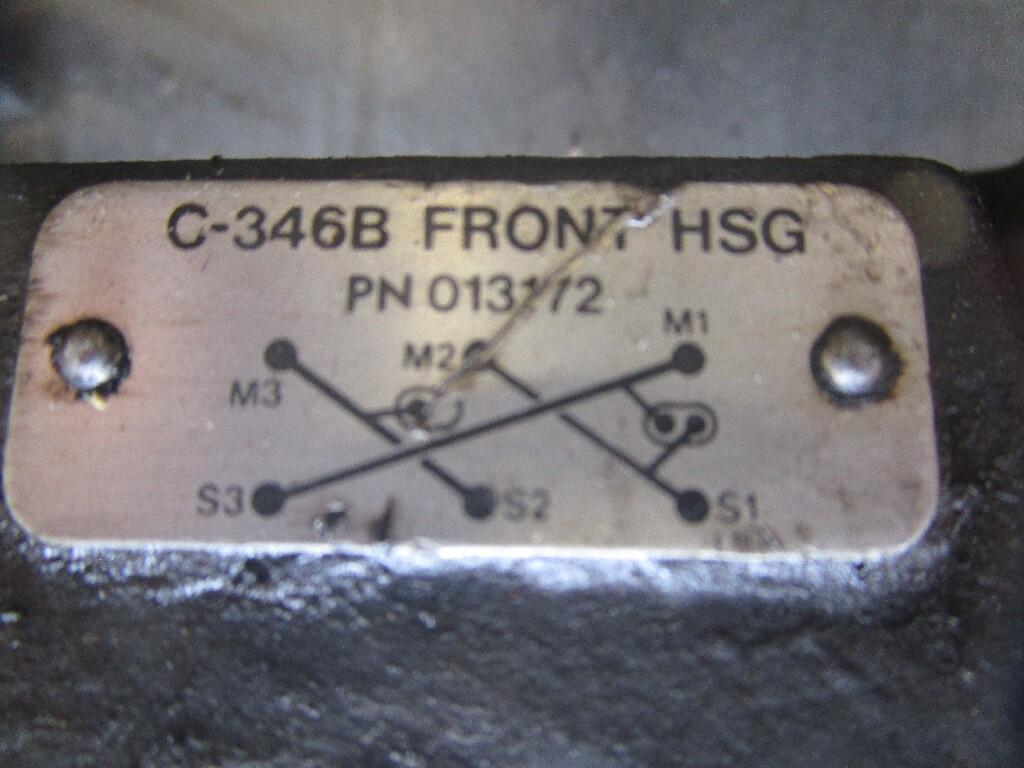 C-346B FRONT HSG
PN 013172
M1
M2
M3
S3 S2 S1